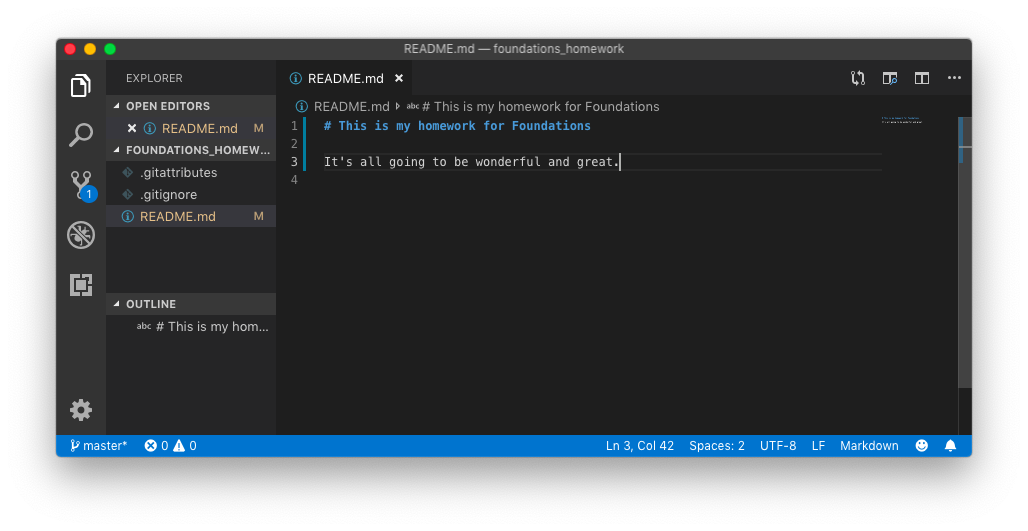 README.md — foundations_homework
EXPLORER
OPEN EDITORS
README.md M
FOUNDATIONS_HOMEW...
.gitattributes
.gitignore
README.md M
OUTLINE
abc # This is my hom...
1
README.md
README.md abc # This is my homework for Foundations
1 # This is my homework for Foundations
2
3 It's all going to be wonderful and great.
4
master* 0 0 Ln 3, Col 42 Spaces: 2 UTF-8 LF Markdown